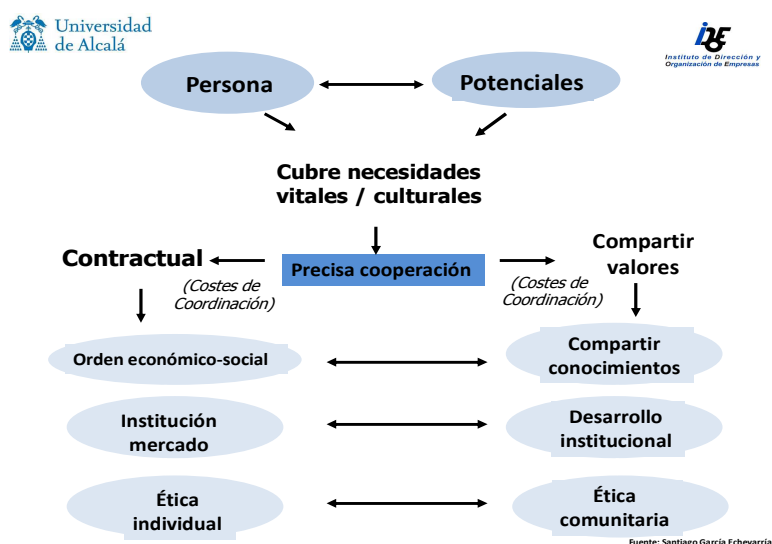 Universidad
de Alcalá
ide
Instituto de Dirección y
Organización de Empresas
Persona
Potenciales
Cubre necesidades
vitales / culturales
Contractual
Precisa cooperación
Compartir
valores
(Costes de
Coordinación)
(Costes de
Coordinación)
Orden económico-social
Compartir
conocimientos
Institución
mercado
Desarrollo
institucional
Ética
individual
Ética
comunitaria
Fuente: Santiago García Echevarría